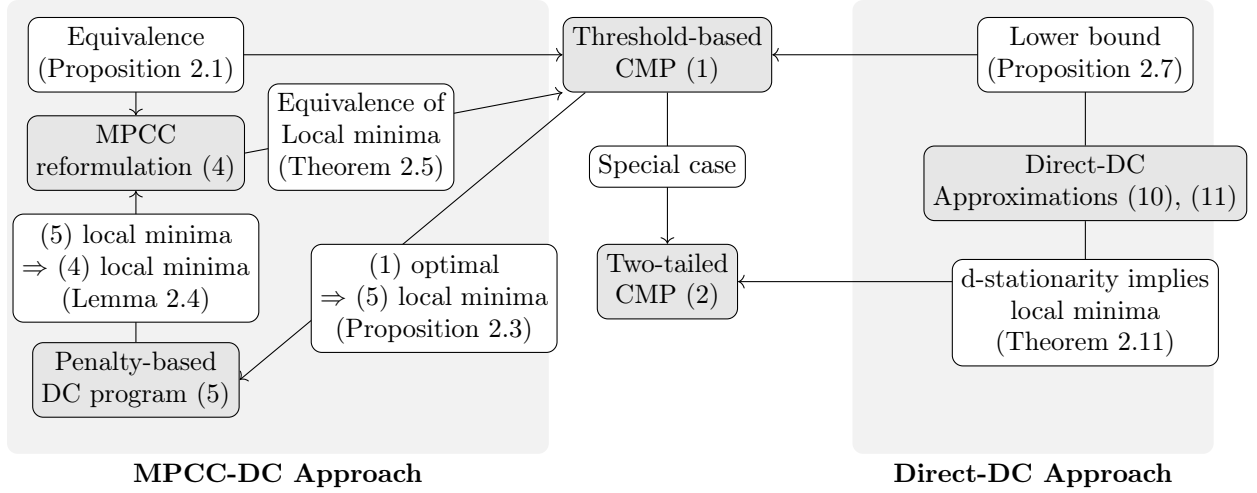 Equivalence
(Proposition 2.1)
Threshold-based
CMP (1)
Lower bound
(Proposition 2.7)
Equivalence of
Local minima
(Theorem 2.5)
MPCC
reformulation (4)
Special case
Direct-DC
Approximations (10), (11)
(5) local minima
⇒ (4) local minima
(Lemma 2.4)
(1) optimal
⇒ (5) local minima
(Proposition 2.3)
Two-tailed
CMP (2)
d-stationarity implies
local minima
(Theorem 2.11)
Penalty-based
DC program (5)
MPCC-DC Approach
Direct-DC Approach